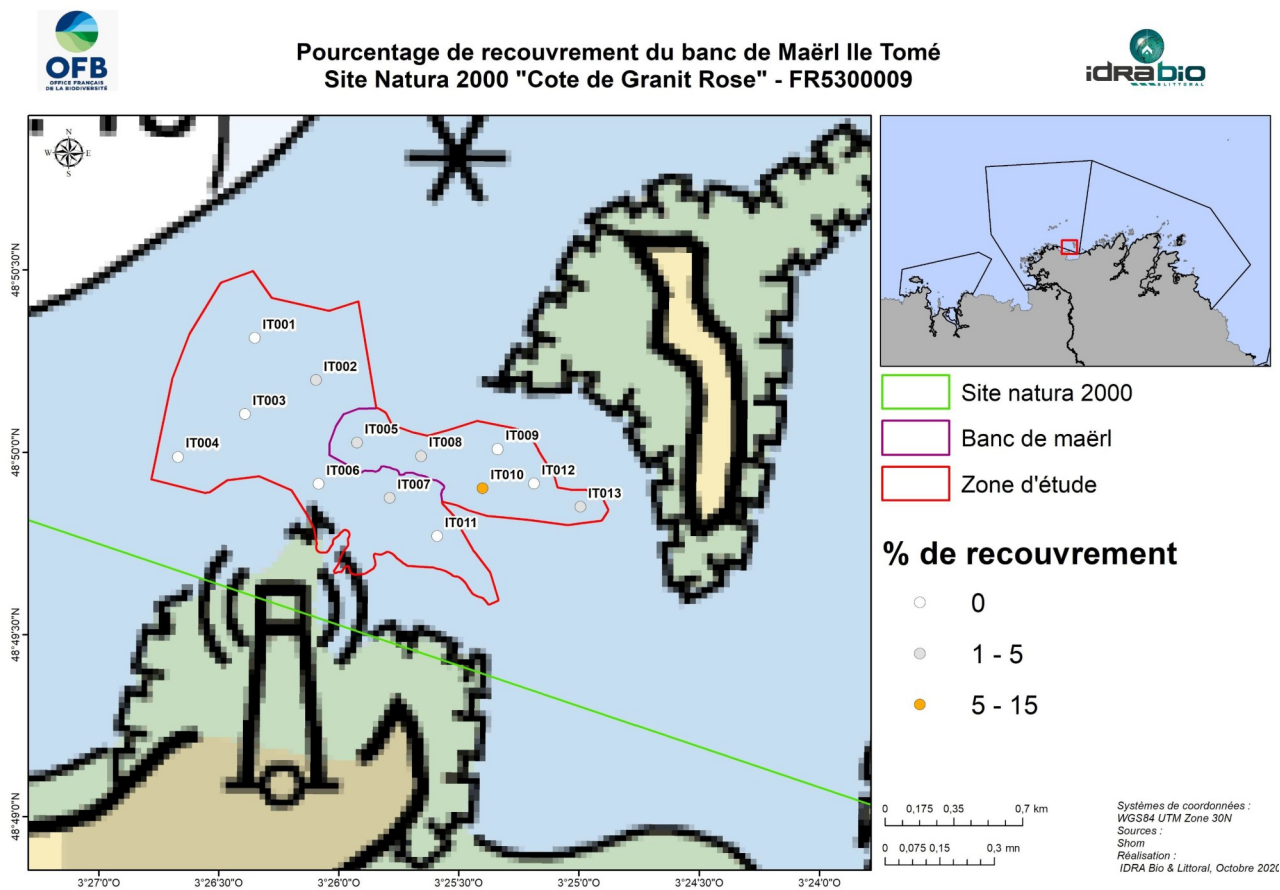 OFB
OFFICE FRANÇAIS
DE LA BIODIVERSITÉ
Pourcentage de recouvrement du banc de Maërl Ile Tomé
Site Natura 2000 "Cote de Granit Rose" - FR5300009
idrabio
LITTORAL
N
W E
S
48°50'30"N
48°50'0"N
48°49'30"N
48°49'0"N
IT001
IT002
IT003
IT004
IT005
IT008
IT009
IT006
IT007
IT010
IT012
IT013
IT011
3°27'0"O
3°26'30"O
3°26'0"O
3°25'30"O
3°25'0"O
3°24'30"O
3°24'0"O
Site natura 2000
Banc de maërl
Zone d'étude
% de recouvrement
0
1 - 5
5 - 15
0 0,175 0,35 0,7 km
0 0,075 0,15 0,3 mn
Systèmes de coordonnées :
WGS84 UTM Zone 30N
Sources :
Shom
Réalisation :
IDRA Bio & Littoral, Octobre 2020